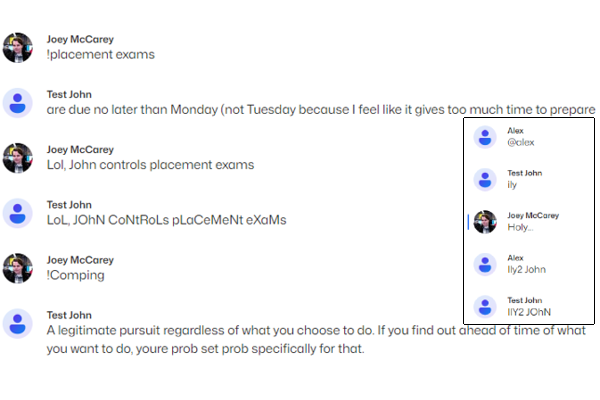 Joey McCarey
!placement exams
Test John
are due no later than Monday (not Tuesday because I feel like it gives too much time to prepare
Joey McCarey
Lol, John controls placement exams
Test John
LoL, JOhN CoNtRoLs pLaCeMeNt eXaMs
Joey McCarey
!Comping
Test John
A legitimate pursuit regardless of what you choose to do. If you find out ahead of time of what
you want to do, youre prob set prob specifically for that.
Alex
@alex
Test John
ily
Joey McCarey
Holy...
Alex
Ily2 John
Test John
IlY2 JOhN